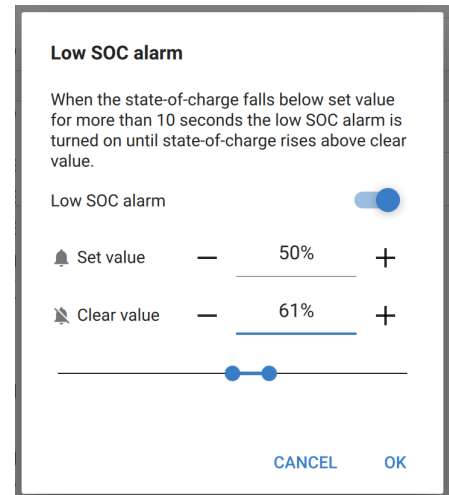 Low SOC alarm
When the state-of-charge falls below set value
for more than 10 seconds the low SOC alarm is
turned on until state-of-charge rises above clear
value.
Low SOC alarm
Set value — 50% +
Clear value — 61% +
CANCEL OK